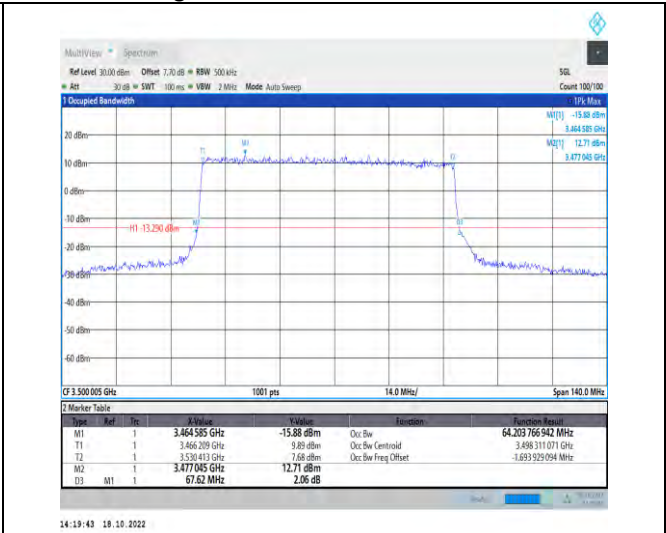 MultiView Spectrum
Ref Level 30.00 dBm Offset 7.70 dB RBW 500 kHz SGL
Att 30 dB SWT 100 ms VBW 2 MHz Mode Auto Sweep Count 100/100
1 Occupied Bandwidth 1Pk Max
M1[1] -15.88 dBm
3.464 585 GHz
M2[1] 12.71 dBm
3.477 045 GHz
20 dBm
10 dBm
0 dBm
-10 dBm
H1 -13.290 dBm
-20 dBm
-30 dBm
-40 dBm
-50 dBm
-60 dBm
CF 3.500 005 GHz 1001 pts 14.0 MHz/ Span 140.0 MHz
2 Marker Table
Type Ref Trc X-Value Y-Value Function Function Result
M1 1 3.464 585 GHz -15.88 dBm Occ Bw 64.203 766 942 MHz
T1 1 3.466 209 GHz 9.89 dBm Occ Bw Centroid 3.498 311 071 GHz
T2 1 3.530 413 GHz 7.68 dBm Occ Bw Freq Offset -1.693 929 094 MHz
M2 1 3.477 045 GHz 12.71 dBm
D3 M1 1 67.62 MHz 2.06 dB
14:19:43 18.10.2022